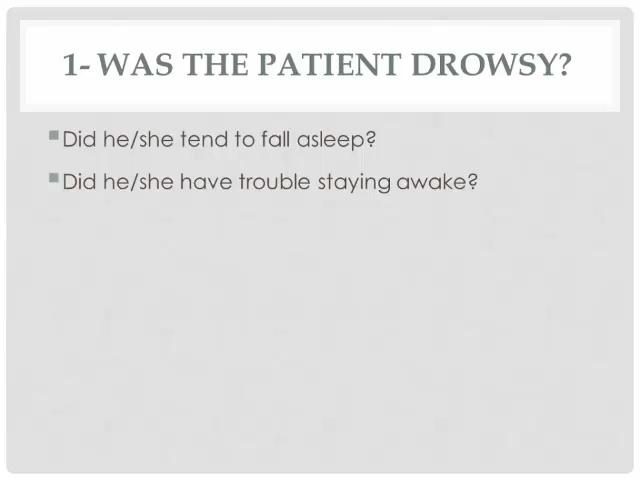 1- WAS THE PATIENT DROWSY?
Did he/she tend to fall asleep?
Did he/she have trouble staying awake?